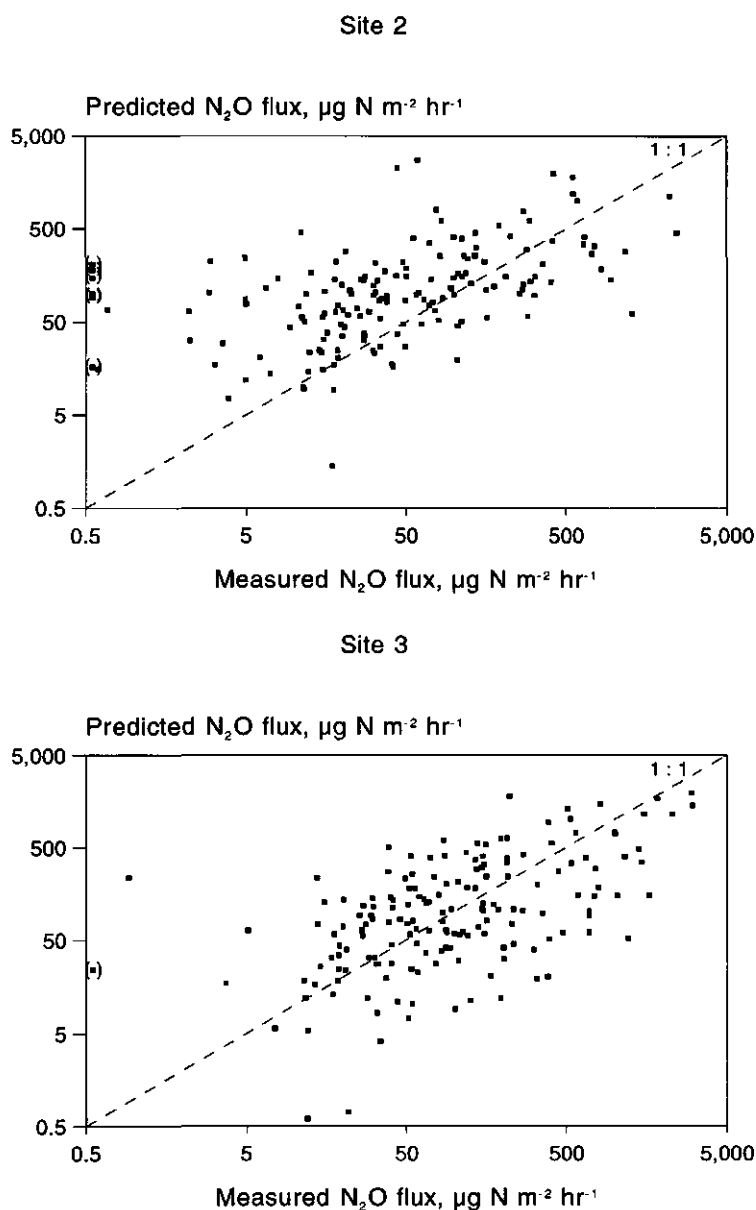 Site 2
Predicted N₂O flux, µg N m⁻² hr⁻¹
5,000
1 : 1
500
50
5
0.5
0.5 5 50 500 5,000
Measured N₂O flux, µg N m⁻² hr⁻¹
Site 3
Predicted N₂O flux, µg N m⁻² hr⁻¹
5,000
1 : 1
500
50
5
0.5
0.5 5 50 500 5,000
Measured N₂O flux, µg N m⁻² hr⁻¹